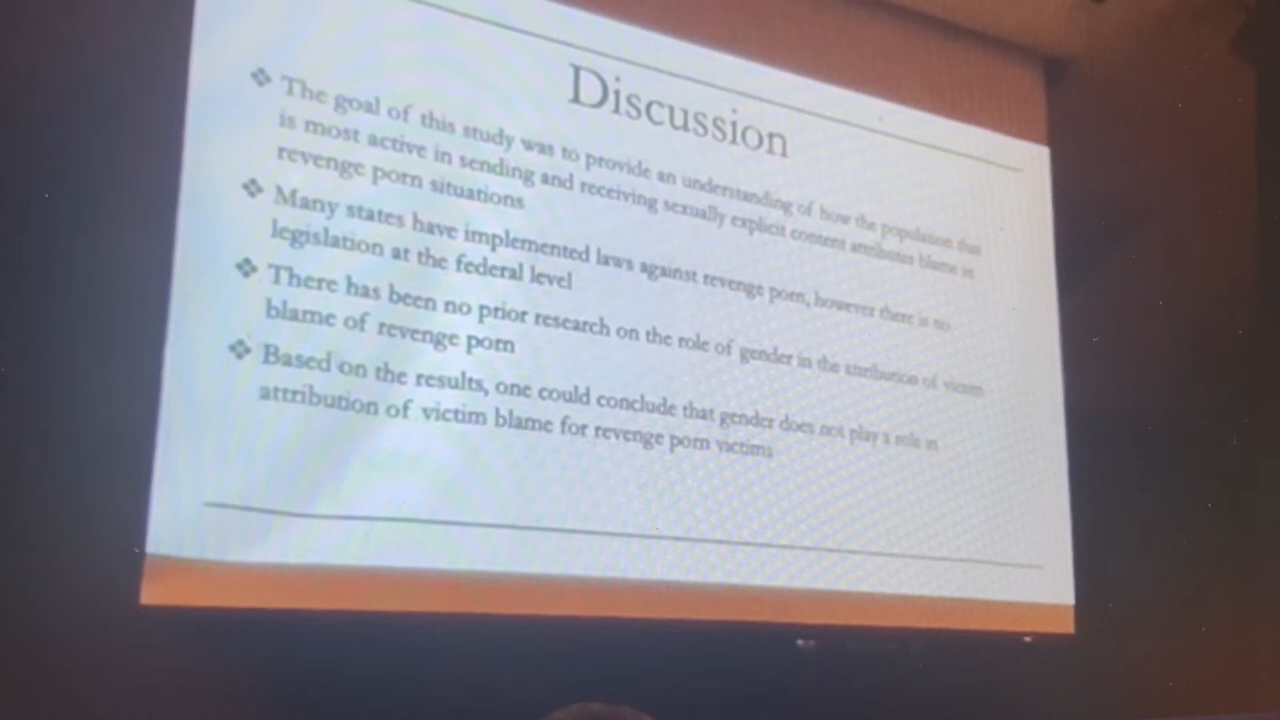 Discussion
❖ The goal of this study was to provide an understanding of how the population that
is most active in sending and receiving sexually explicit content attributes blame in
revenge porn situations
❖ Many states have implemented laws against revenge porn, however there is no
legislation at the federal level
❖ There has been no prior research on the role of gender in the attribution of victim
blame of revenge porn
❖ Based on the results, one could conclude that gender does not play a role in
attribution of victim blame for revenge porn victims